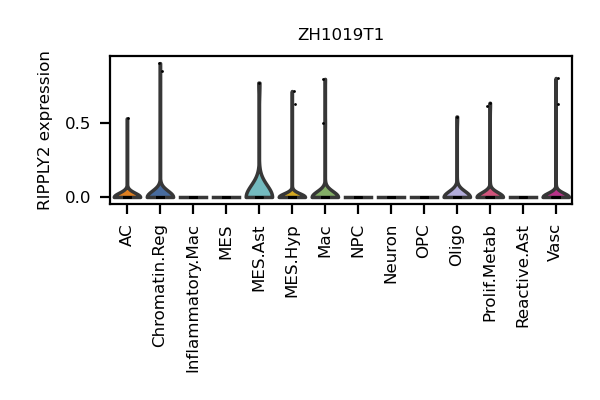 ZH1019T1
RIPPLY2 expression
0.5
0.0
AC
Chromatin.Reg
Inflammatory.Mac
MES
MES.Ast
MES.Hyp
Mac
NPC
Neuron
OPC
Oligo
Prolif.Metab
Reactive.Ast
Vasc